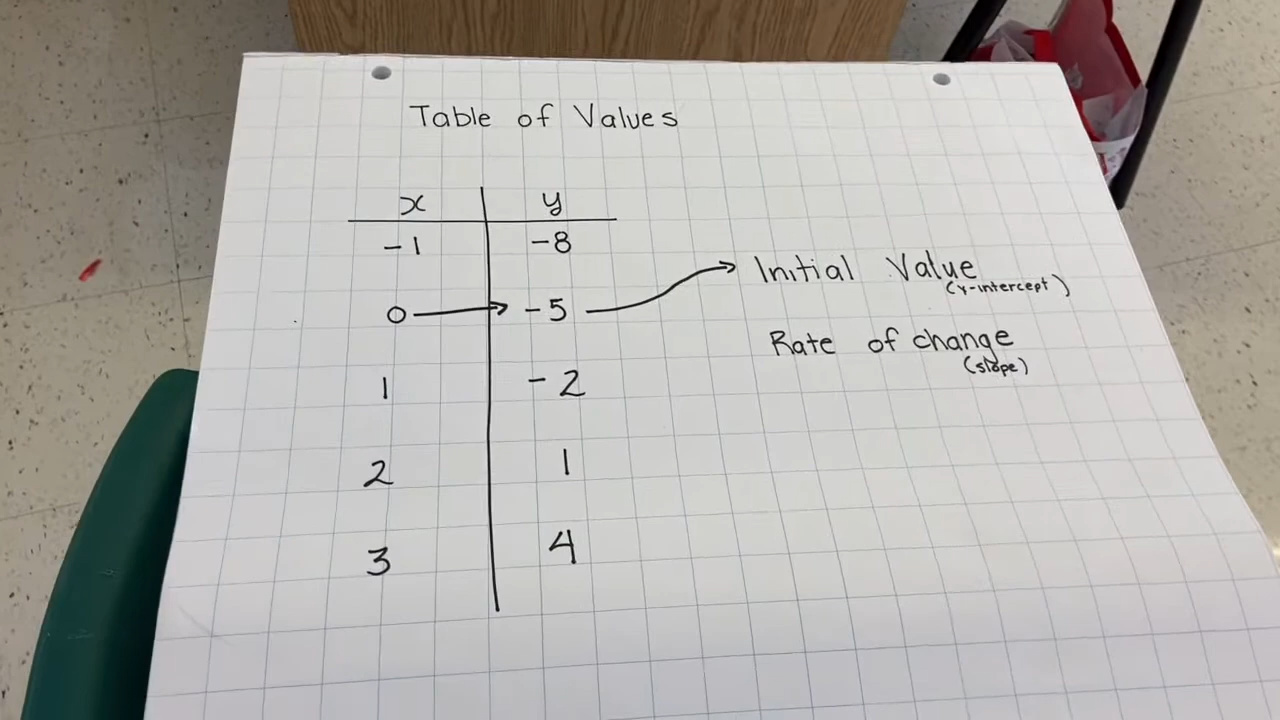 Table of Values
x y
-1 -8
0 → -5 → Initial Value
(Y-intercept)
Rate of change
(slope)
1 -2
2 1
3 4